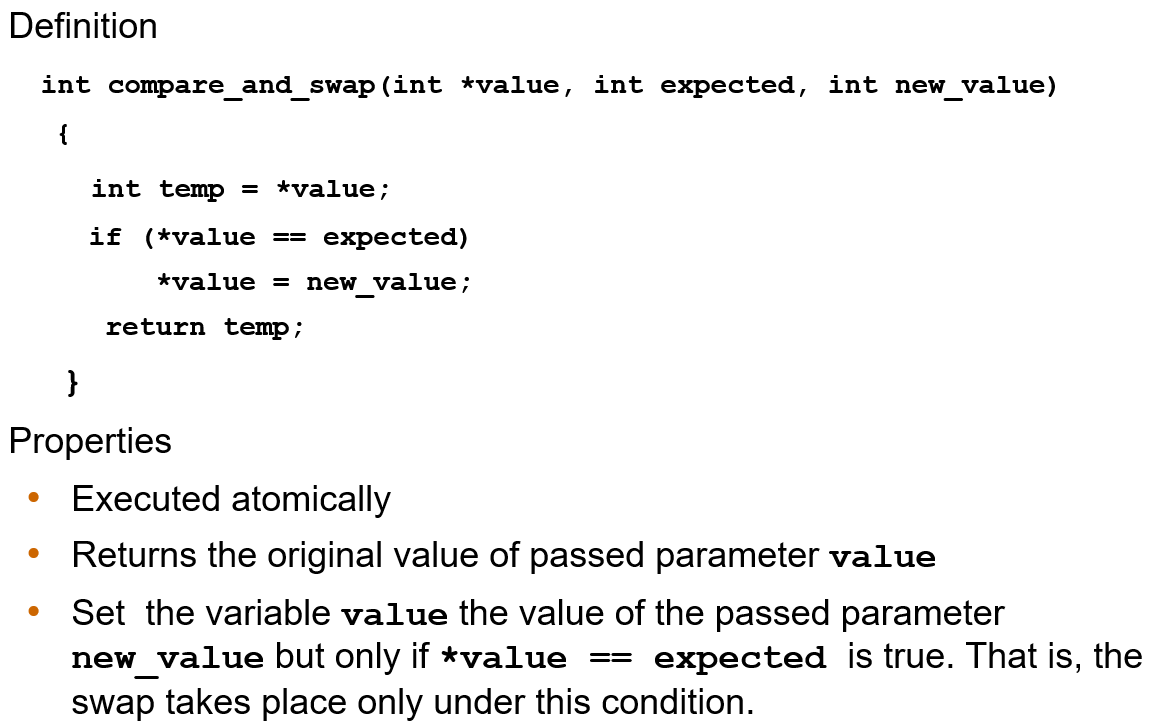 Definition
int compare_and_swap(int *value, int expected, int new_value)
{
int temp = *value;
if (*value == expected)
*value = new_value;
return temp;
}
Properties
• Executed atomically
• Returns the original value of passed parameter value
• Set the variable value the value of the passed parameter
new_value but only if *value == expected is true. That is, the
swap takes place only under this condition.